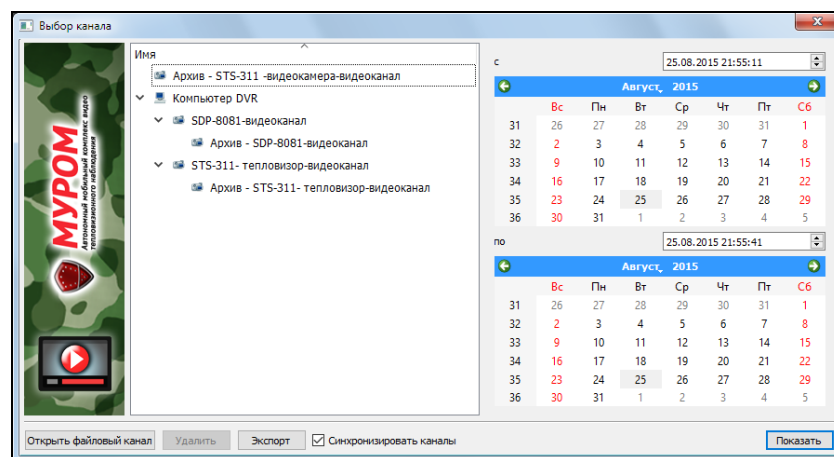 Выбор канала
МУРОМ
Автономный мобильный комплекс видео
тепловизионного наблюдения
Имя
Архив - STS-311 -видеокамера-видеоканал
Компьютер DVR
SDP-8081-видеоканал
Архив - SDP-8081-видеоканал
STS-311- тепловизор-видеоканал
Архив - STS-311- тепловизор-видеоканал
с
25.08.2015 21:55:11
Август, 2015
Вс Пн Вт Ср Чт Пт Сб
31 26 27 28 29 30 31 1
32 2 3 4 5 6 7 8
33 9 10 11 12 13 14 15
34 16 17 18 19 20 21 22
35 23 24 25 26 27 28 29
36 30 31 1 2 3 4 5
по
25.08.2015 21:55:41
Август, 2015
Вс Пн Вт Ср Чт Пт Сб
31 26 27 28 29 30 31 1
32 2 3 4 5 6 7 8
33 9 10 11 12 13 14 15
34 16 17 18 19 20 21 22
35 23 24 25 26 27 28 29
36 30 31 1 2 3 4 5
Открыть файловый канал Удалить Экспорт Синхронизировать каналы Показать